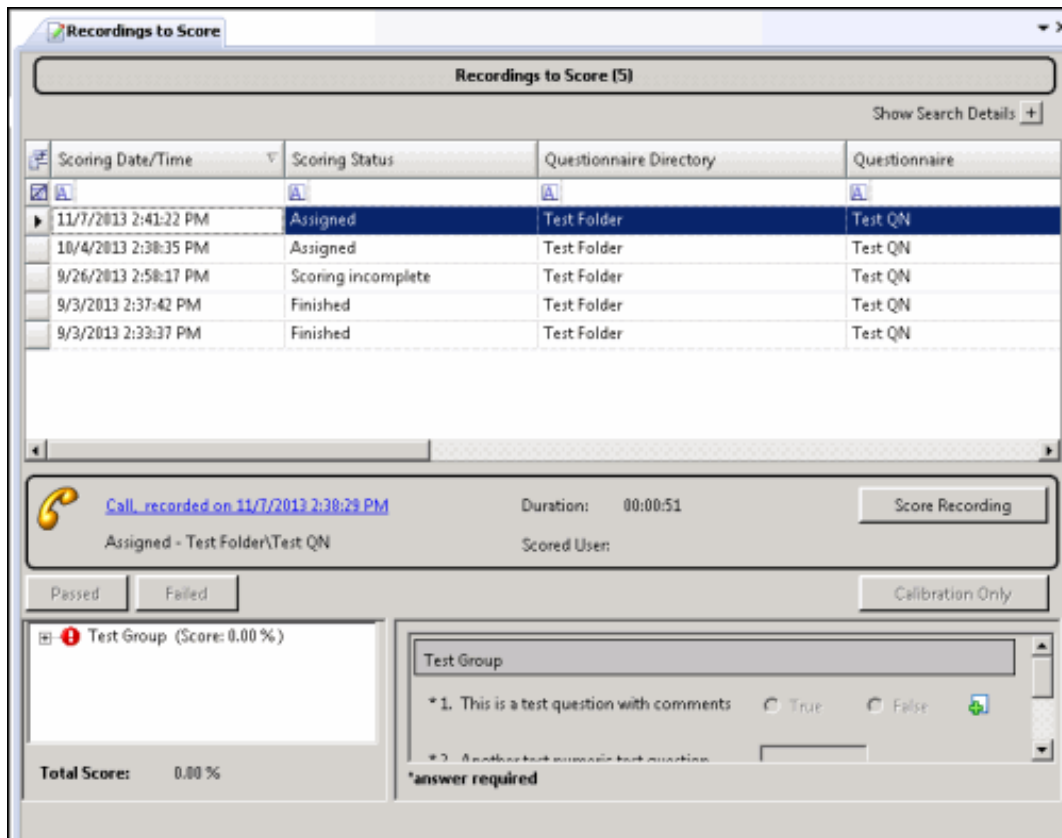 Recordings to Score
Recordings to Score (5)
Show Search Details +
Scoring Date/Time Scoring Status Questionnaire Directory Questionnaire
A A A A
11/7/2013 2:41:22 PM Assigned Test Folder Test QN
10/4/2013 2:38:35 PM Assigned Test Folder Test QN
9/26/2013 2:58:17 PM Scoring incomplete Test Folder Test QN
9/3/2013 2:37:42 PM Finished Test Folder Test QN
9/3/2013 2:33:37 PM Finished Test Folder Test QN
Call, recorded on 11/7/2013 2:38:29 PM Duration: 00:00:51 Score Recording
Assigned - Test Folder\Test QN Scored User:
Passed Failed Calibration Only
Test Group (Score: 0.00 %)
Test Group
* 1. This is a test question with comments True False
* 2. Another test numeric test question
Total Score: 0.00 %
*answer required